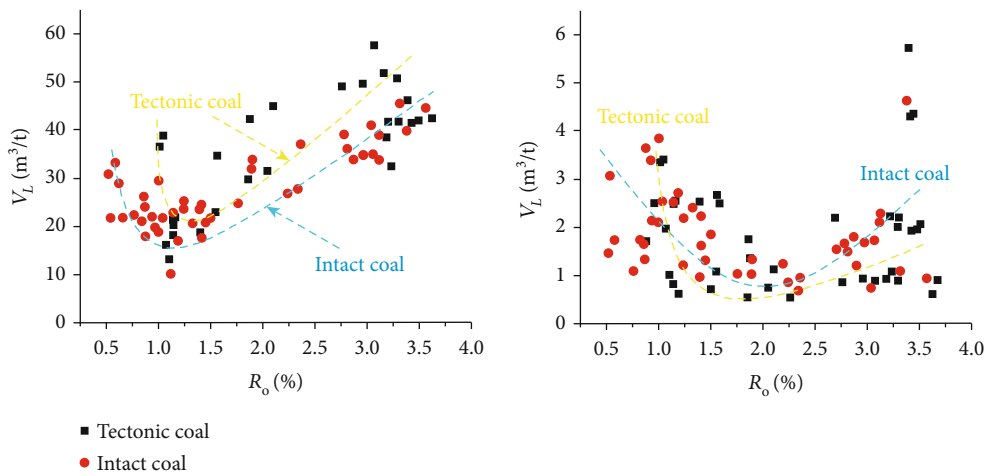 60
50
40
30
20
10
0
V_L (m³/t)
Tectonic coal
Intact coal
0.5 1.0 1.5 2.0 2.5 3.0 3.5 4.0
R_o (%)
6
5
4
3
2
1
0
V_L (m³/t)
Tectonic coal
Intact coal
0.5 1.0 1.5 2.0 2.5 3.0 3.5 4.0
R_o (%)
Tectonic coal
Intact coal